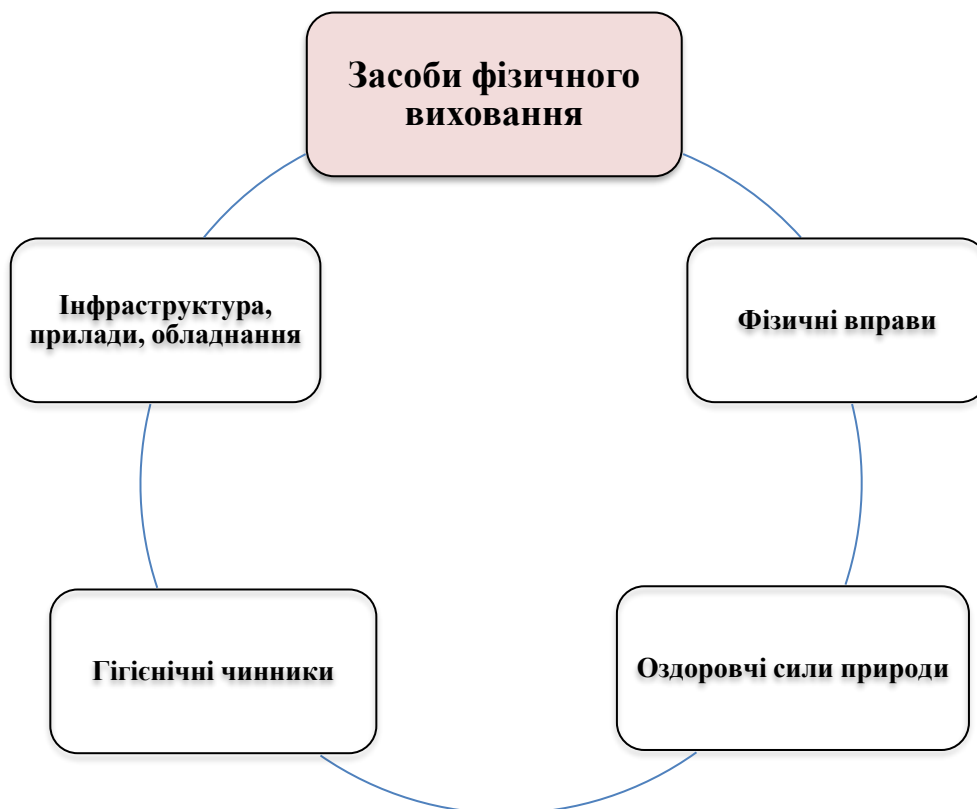 Засоби фізичного
виховання
Інфраструктура,
прилади, обладнання
Фізичні вправи
Гігієнічні чинники
Оздоровчі сили природи